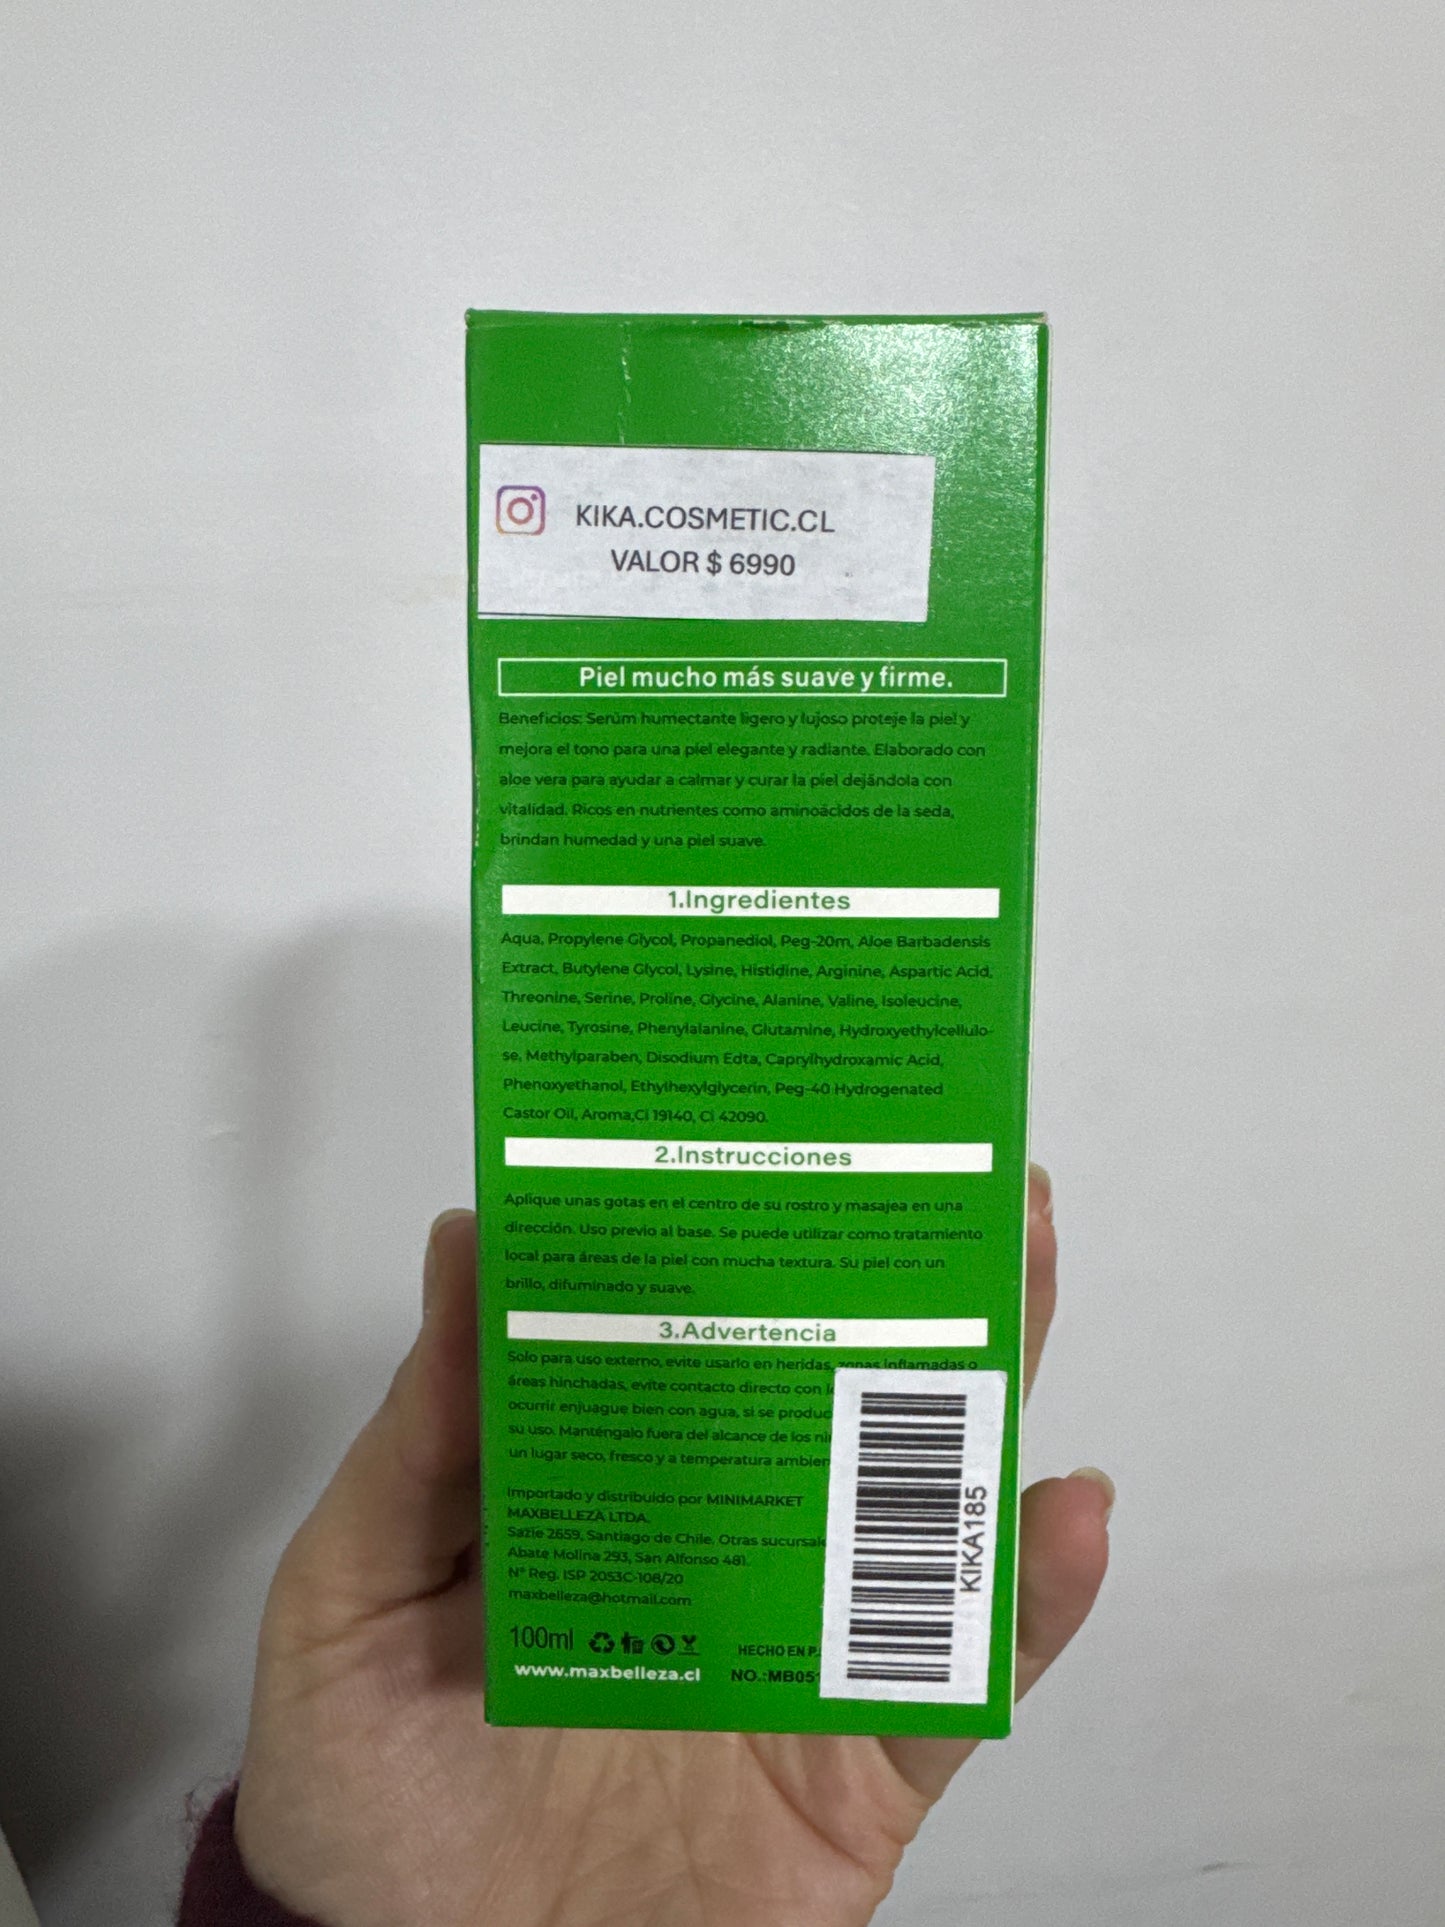 KIKA.COSMETIC.CL
VALOR $ 6990
Piel mucho más suave y firme.
Beneficios: Serúm humectante ligero y lujoso proteje la piel y
mejora el tono para una piel elegante y radiante. Elaborado con
aloe vera para ayudar a calmar y curar la piel dejándola con
vitalidad. Ricos en nutrientes como aminoácidos de la seda,
brindan humedad y una piel suave.
1.Ingredientes
Aqua, Propylene Glycol, Propanediol, Peg-20m, Aloe Barbadensis
Extract, Butylene Glycol, Lysine, Histidine, Arginine, Aspartic Acid,
Threonine, Serine, Proline, Glycine, Alanine, Valine, Isoleucine,
Leucine, Tyrosine, Phenylalanine, Glutamine, Hydroxyethylcellulo-
se, Methylparaben, Disodium Edta, Caprylhydroxamic Acid,
Phenoxyethanol, Ethylhexylglycerin, Peg-40 Hydrogenated
Castor Oil, Aroma,Ci 19140, Ci 42090.
2.Instrucciones
Aplique unas gotas en el centro de su rostro y masajea en una
dirección. Uso previo al base. Se puede utilizar como tratamiento
local para áreas de la piel con mucha textura. Su piel con un
brillo, difuminado y suave.
3.Advertencia
Solo para uso externo, evite usarlo en heridas, zonas inflamadas o
áreas hinchadas, evite contacto directo con
ocurrir enjuague bien con agua, si se produc
su uso. Manténgalo fuera del alcance de los
un lugar seco, fresco y a temperatura ambien
Importado y distribuido por MINIMARKET
MAXBELLEZA LTDA.
Sazie 2659, Santiago de Chile, Otras sucursale
Abate Molina 293, San Alfonso 481.
N° Reg. ISP 2053C-108/20
maxbelleza@hotmail.com
100ml
HECHO EN P.
www.maxbelleza.cl
NO.:MB051
KIKA185